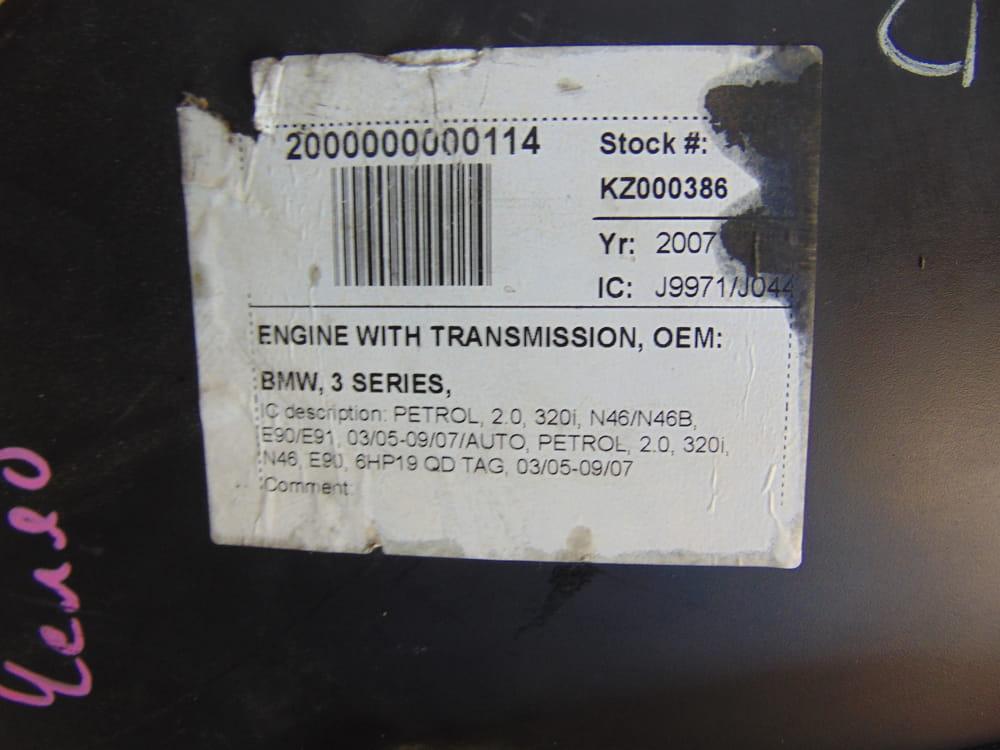 2000000000114
Stock #:
KZ000386
Yr: 2007
IC: J9971/J044
ENGINE WITH TRANSMISSION, OEM:
BMW, 3 SERIES,
IC description: PETROL, 2.0, 320i, N46/N46B,
E90/E91, 03/05-09/07/AUTO, PETROL, 2.0, 320i,
N46, E90, 6HP19 QD TAG, 03/05-09/07
Comment: